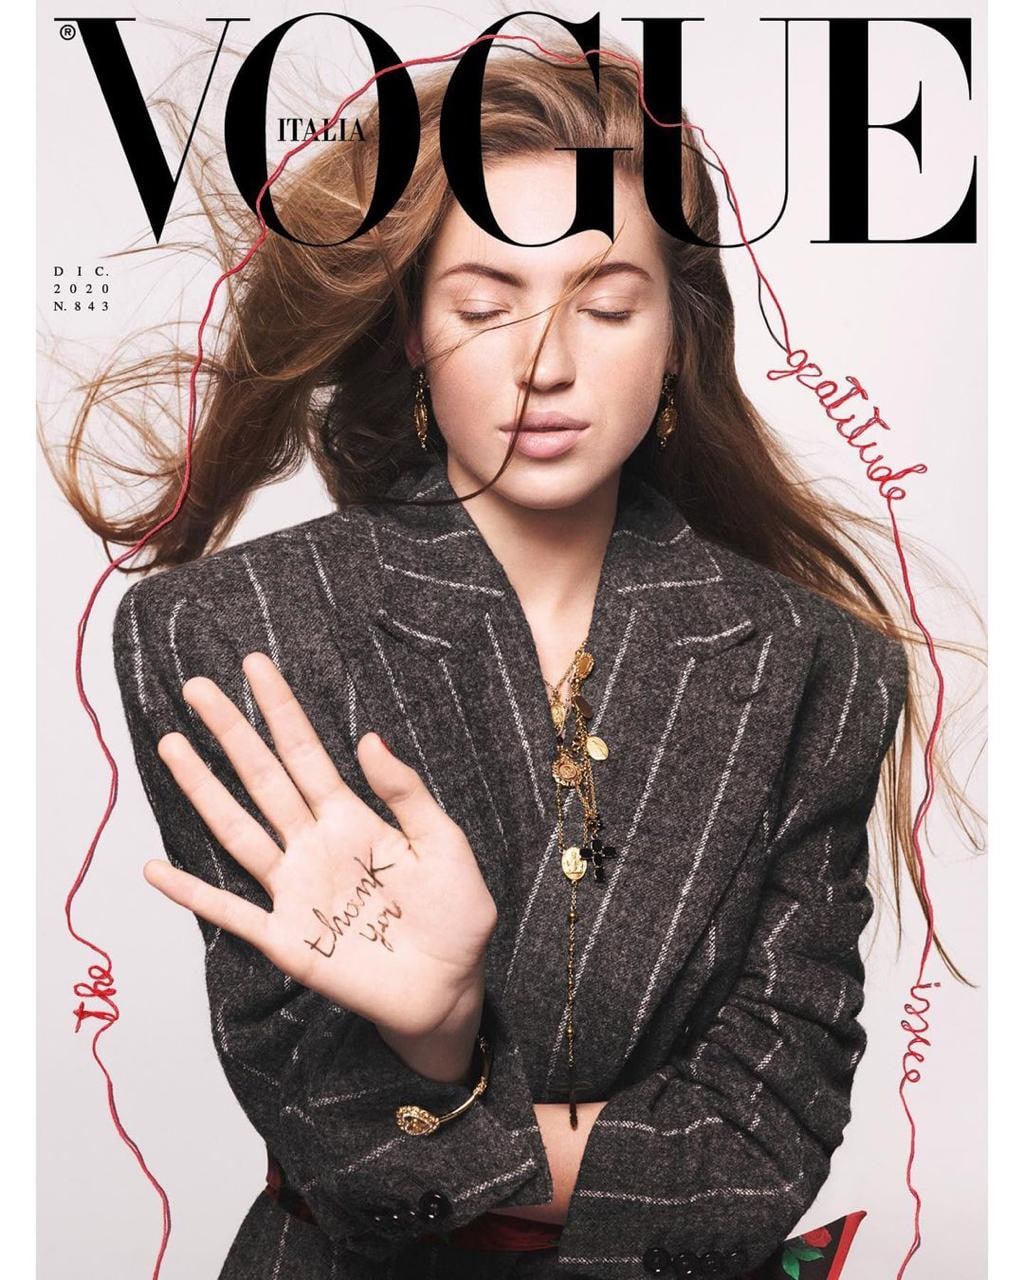 ®
VOGUE
ITALIA
DIC.
2020
N. 843
gratitude
thank
you
the
issue